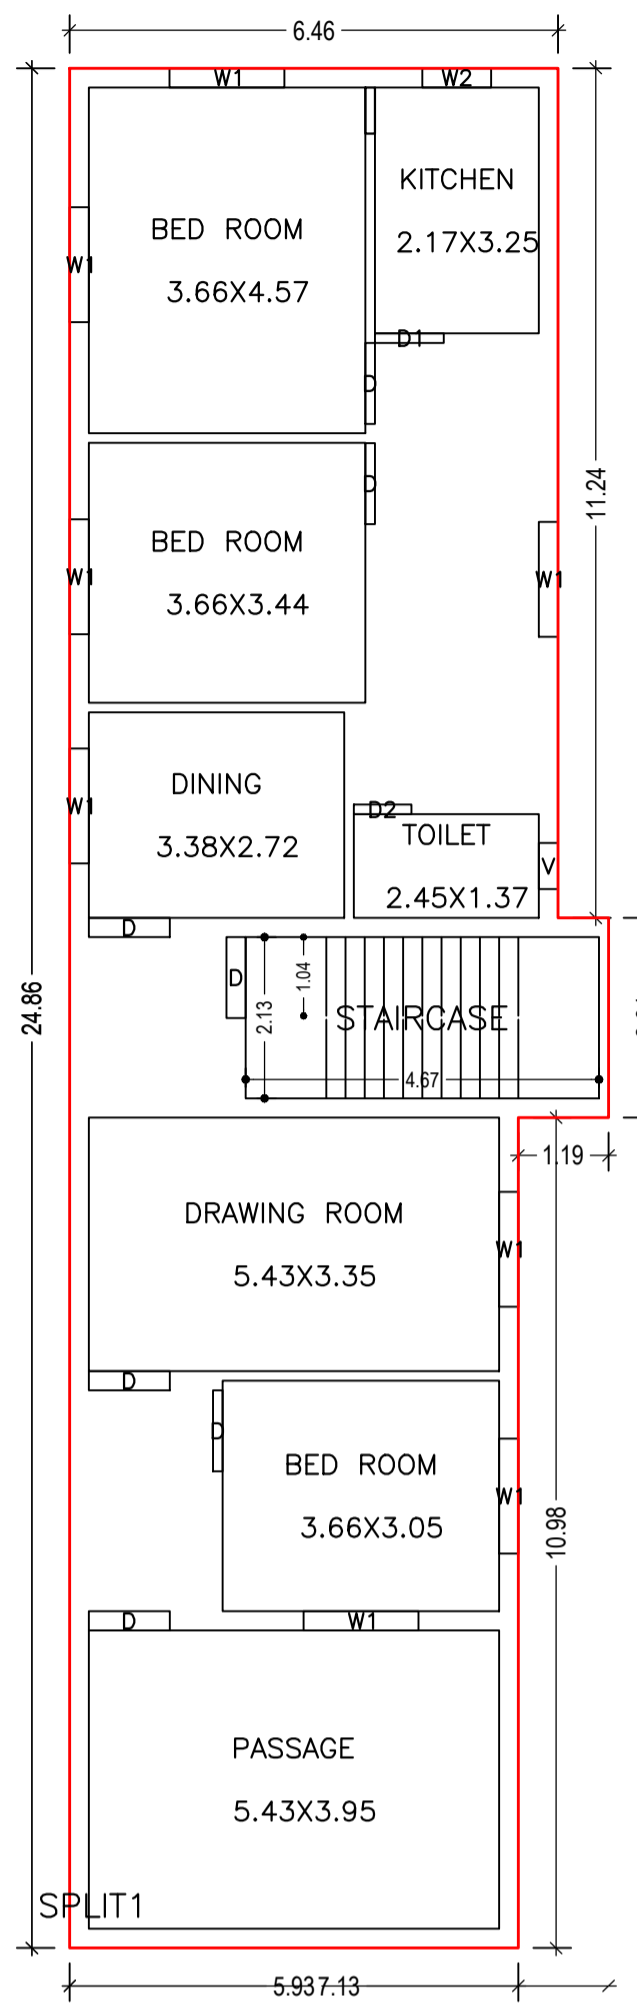 6.46
W1
W2
KITCHEN
2.17X3.25
BED ROOM
3.66X4.57
W1
D1
D
D
BED ROOM
3.66X3.44
W1
W1
11.24
DINING
3.38X2.72
W1
D2
TOILET
2.45X1.37
V
D
D
2.13
1.04
STAIRCASE
4.67
24.86
1.19
DRAWING ROOM
5.43X3.35
W1
D
D
BED ROOM
3.66X3.05
W1
10.98
D
W1
PASSAGE
5.43X3.95
SPLIT1
5.93
7.13